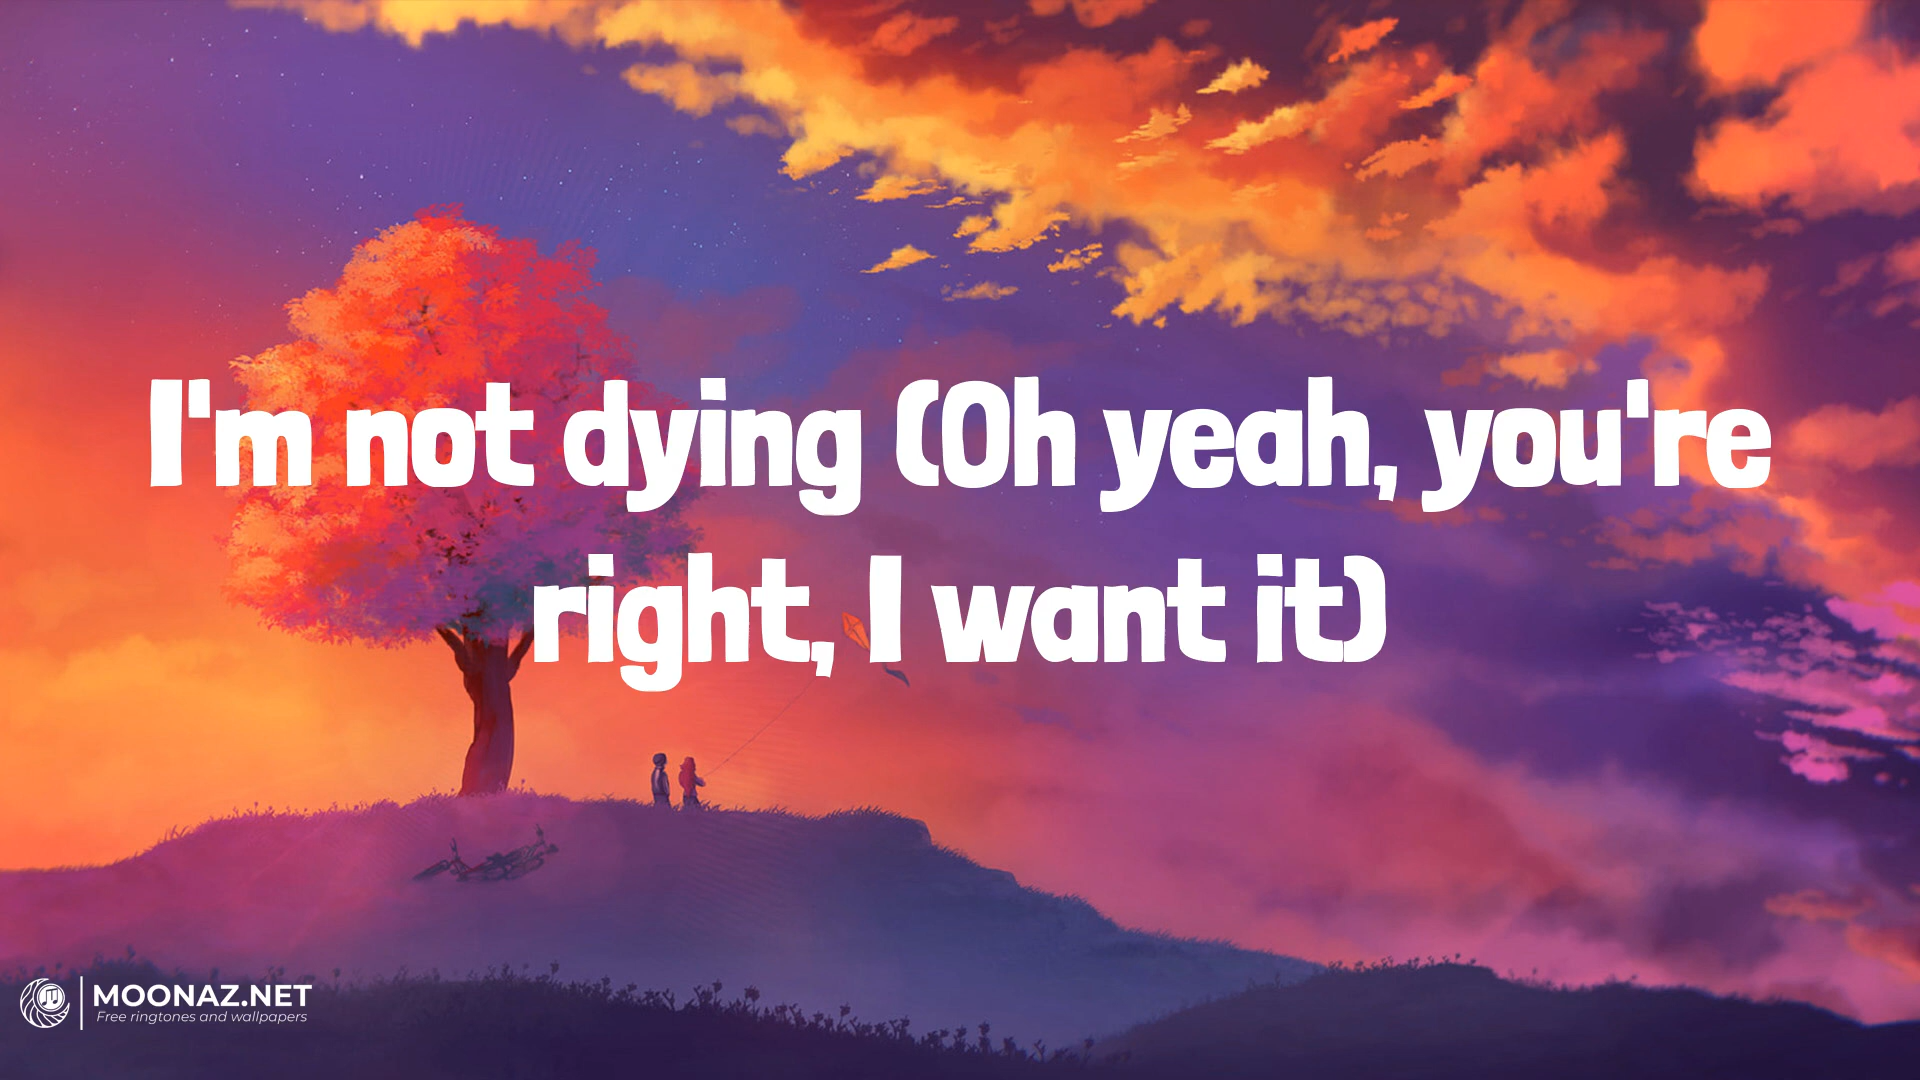 I'm not dying (Oh yeah, you're
right, I want it)
MOONAZ.NET
Free ringtones and wallpapers